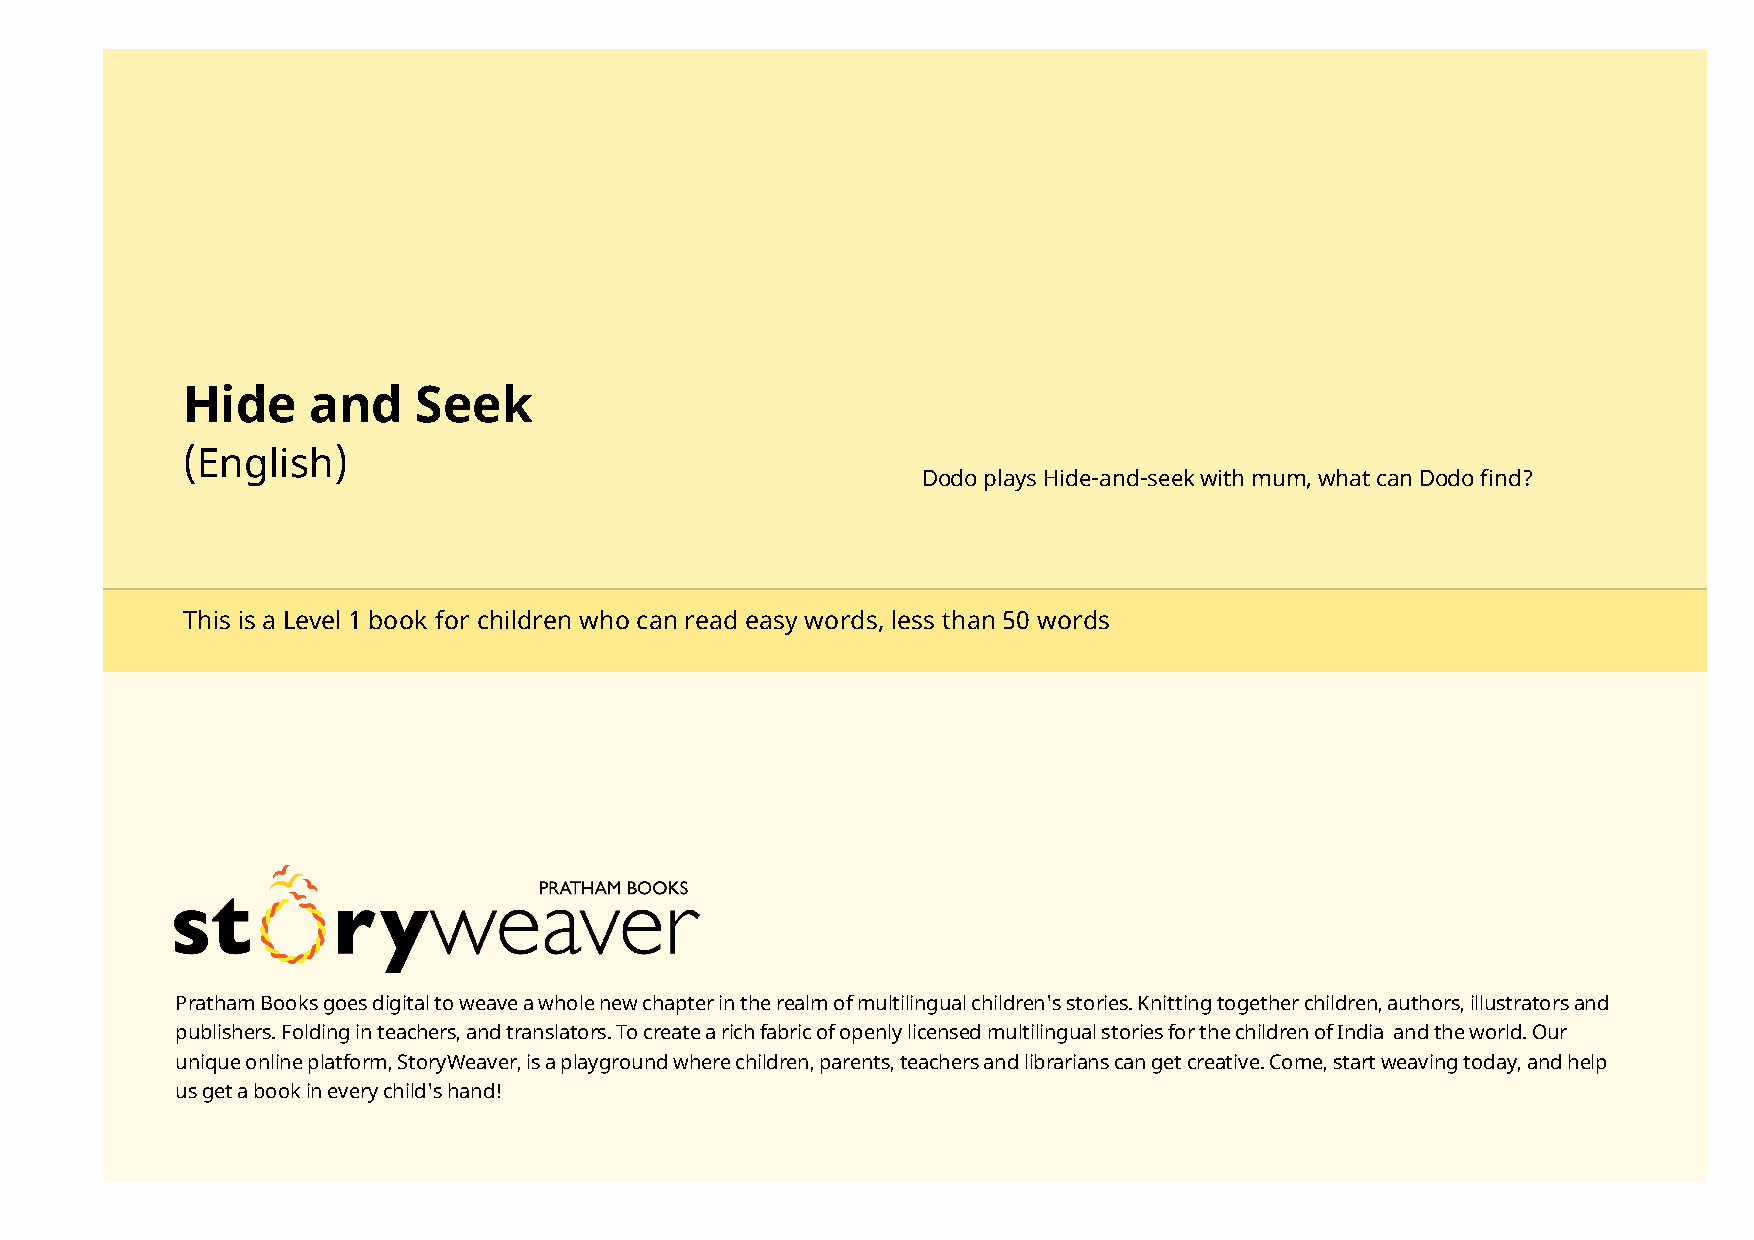 Hide and Seek
(English)
Dodo plays Hide-and-seek with mum, what can Dodo find?
This is a Level 1 book for children who can read easy words, less than 50 words
PRATHAM BOOKS
storyweaver
Pratham Books goes digital to weave a whole new chapter in the realm of multilingual children's stories. Knitting together children, authors, illustrators and
publishers. Folding in teachers, and translators. To create a rich fabric of openly licensed multilingual stories for the children of India and the world. Our
unique online platform, StoryWeaver, is a playground where children, parents, teachers and librarians can get creative. Come, start weaving today, and help
us get a book in every child's hand!